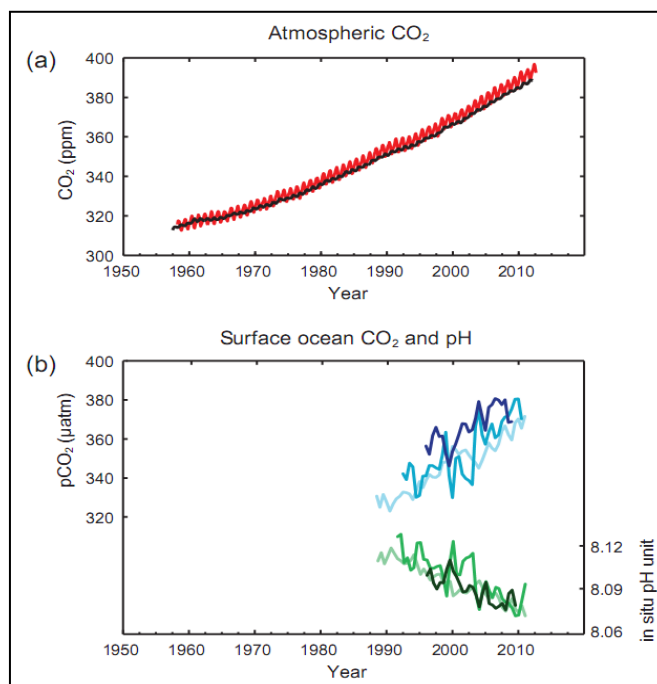 Atmospheric CO₂
(a)
400
380
360
340
320
300
CO₂ (ppm)
1950 1960 1970 1980 1990 2000 2010
Year
Surface ocean CO₂ and pH
(b)
400
380
360
340
320
pCO₂ (µatm)
8.12
8.09
8.06
in situ pH unit
1950 1960 1970 1980 1990 2000 2010
Year